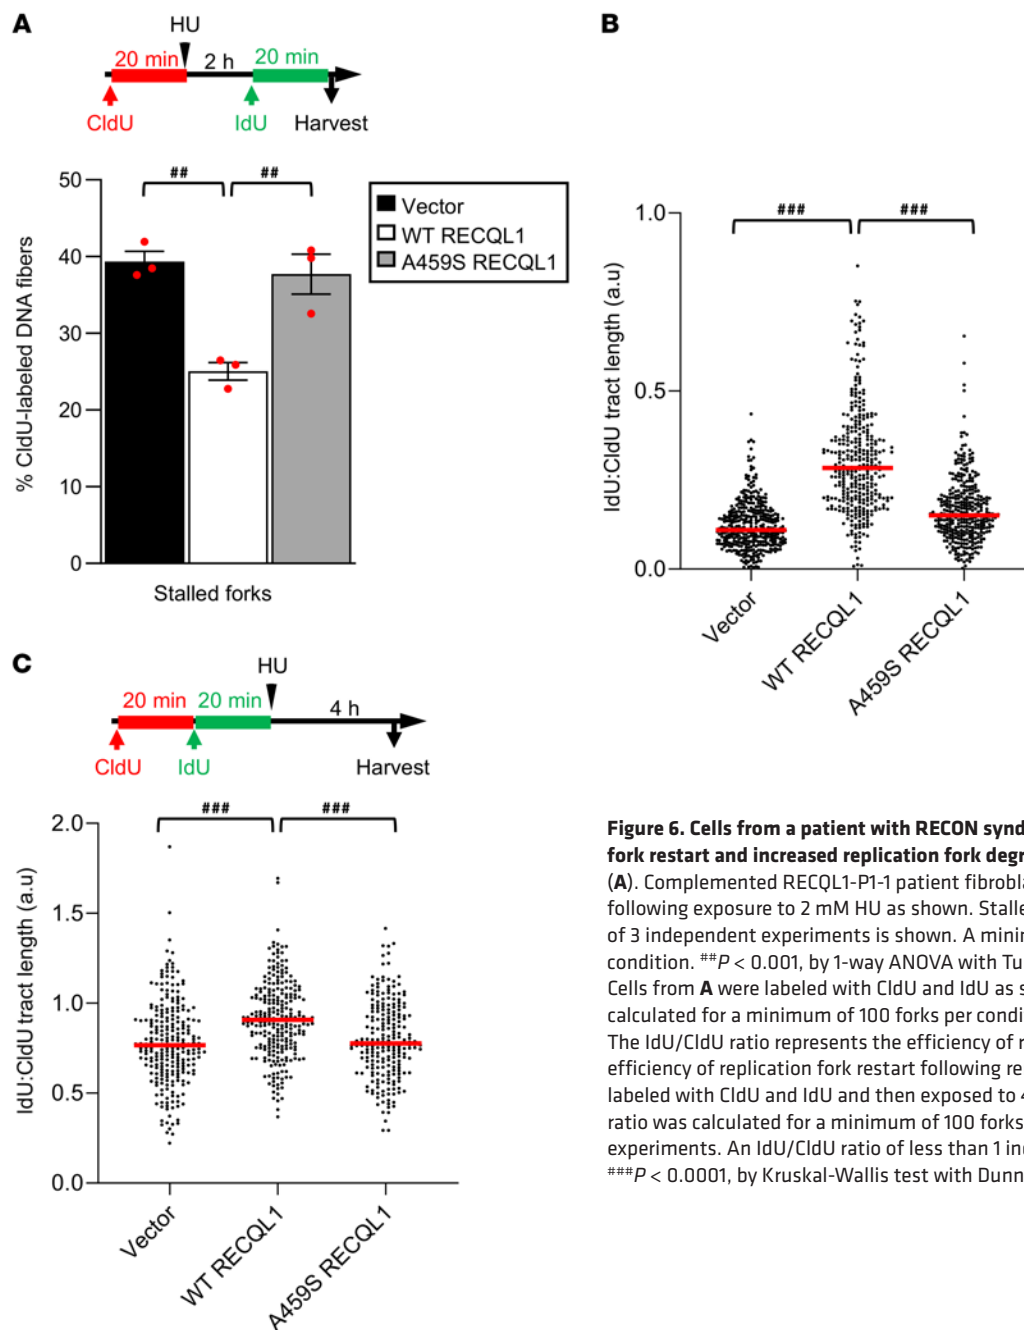 A
HU
20 min 2 h 20 min
CldU IdU Harvest
50
40
30
20
10
0
% CldU-labeled DNA fibers
## ##
Vector
WT RECQL1
A459S RECQL1
Stalled forks
B
1.0
0.5
0.0
IdU:CldU tract length (a.u)
### ###
Vector
WT RECQL1
A459S RECQL1
C
HU
20 min 20 min 4 h
CldU IdU Harvest
2.0
1.5
1.0
0.5
0.0
IdU:CldU tract length (a.u)
### ###
Vector
WT RECQL1
A459S RECQL1
Figure 6. Cells from a patient with RECON synd
fork restart and increased replication fork degr
(A). Complemented RECQL1-P1-1 patient fibrobla
following exposure to 2 mM HU as shown. Stalle
of 3 independent experiments is shown. A minir
condition. ##P < 0.001, by 1-way ANOVA with Tu
Cells from A were labeled with CldU and IdU as s
calculated for a minimum of 100 forks per condi
The IdU/CldU ratio represents the efficiency of r
efficiency of replication fork restart following re
labeled with CldU and IdU and then exposed to 4
ratio was calculated for a minimum of 100 forks
experiments. An IdU/CldU ratio of less than 1 inc
###P < 0.0001, by Kruskal-Wallis test with Dunn